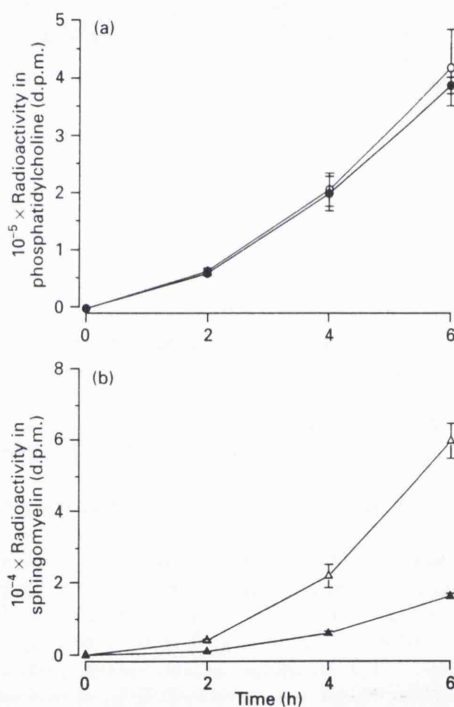 (a)
10⁻⁵ × Radioactivity in
phosphatidylcholine (d.p.m.)
5
4
3
2
1
0
0 2 4 6
(b)
10⁻⁴ × Radioactivity in
sphingomyelin (d.p.m.)
8
6
4
2
0
0 2 4 6
Time (h)